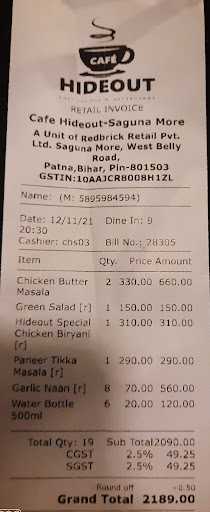 CAFÉ
HIDEOUT
RETAIL INVOICE
Cafe Hideout-Saguna More
A Unit of Redbrick Retail Pvt.
Ltd. Saguna More, West Belly
Road,
Patna,Bihar, Pin-801503
GSTIN:10AAJCR8008H1ZL
Name: (M: 5895984594)
Date: 12/11/21 Dine In: 9
20:30
Cashier: chs03 Bill No.: 28305
Item Qty. Price Amount
Chicken Butter 2 330.00 660.00
Masala
Green Salad [r] 1 150.00 150.00
Hideout Special 1 310.00 310.00
Chicken Biryani
[r]
Paneer Tikka 1 290.00 290.00
Masala [r]
Garlic Naan [r] 8 70.00 560.00
Water Bottle 6 20.00 120.00
500ml
Total Qty: 19 Sub Total2090.00
CGST 2.5% 49.25
SGST 2.5% 49.25
Round off +0.50
Grand Total 2189.00